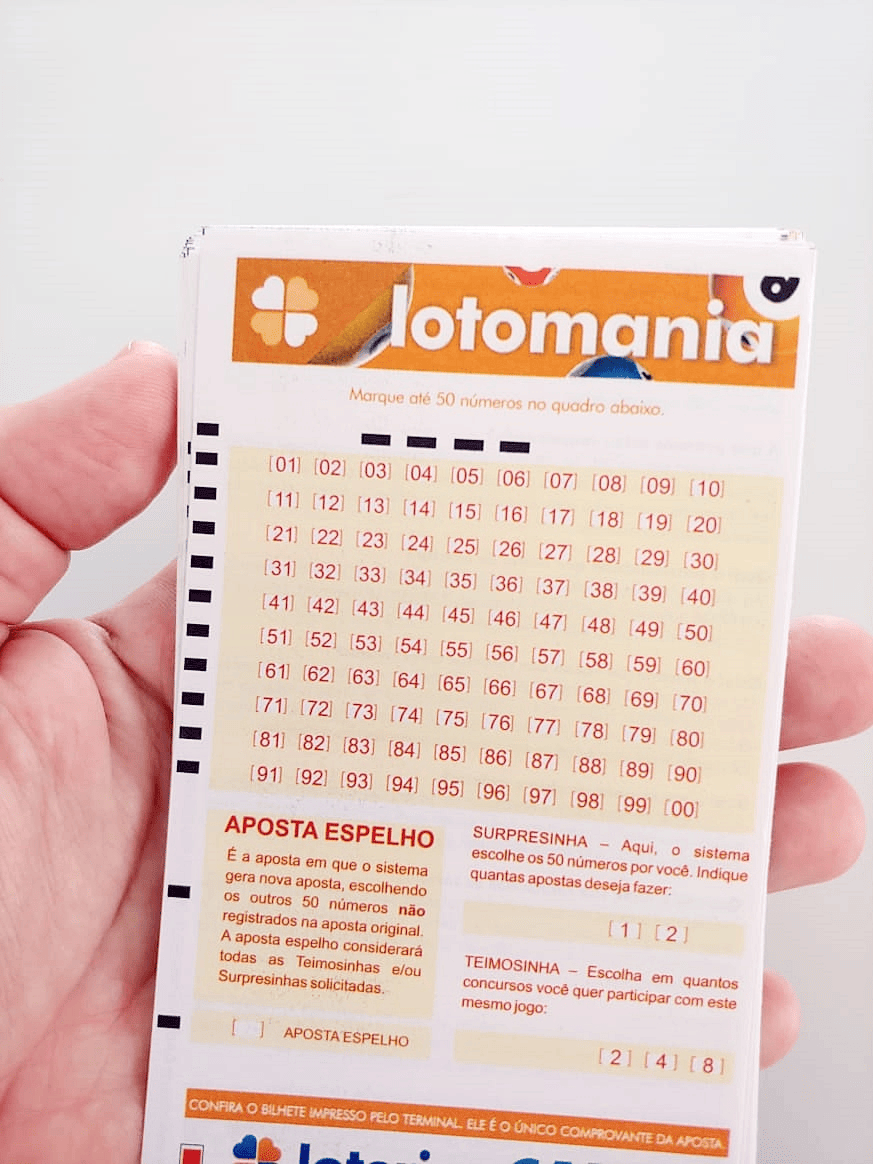 lotomania
Marque até 50 números no quadro abaixo.
[01] [02] [03] [04] [05] [06] [07] [08] [09] [10]
[11] [12] [13] [14] [15] [16] [17] [18] [19] [20]
[21] [22] [23] [24] [25] [26] [27] [28] [29] [30]
[31] [32] [33] [34] [35] [36] [37] [38] [39] [40]
[41] [42] [43] [44] [45] [46] [47] [48] [49] [50]
[51] [52] [53] [54] [55] [56] [57] [58] [59] [60]
[61] [62] [63] [64] [65] [66] [67] [68] [69] [70]
[71] [72] [73] [74] [75] [76] [77] [78] [79] [80]
[81] [82] [83] [84] [85] [86] [87] [88] [89] [90]
[91] [92] [93] [94] [95] [96] [97] [98] [99] [00]
APOSTA ESPELHO
É a aposta em que o sistema
gera nova aposta, escolhendo
os outros 50 números não
registrados na aposta original.
A aposta espelho considerará
todas as Teimosinhas e/ou
Surpresinhas solicitadas.
[ ] APOSTA ESPELHO
SURPRESINHA – Aqui, o sistema
escolhe os 50 números por você. Indique
quantas apostas deseja fazer:
[ 1 ] [ 2 ]
TEIMOSINHA – Escolha em quantos
concursos você quer participar com este
mesmo jogo:
[ 2 ] [ 4 ] [ 8 ]
CONFIRA O BILHETE IMPRESSO PELO TERMINAL. ELE É O ÚNICO COMPROVANTE DA APOSTA.